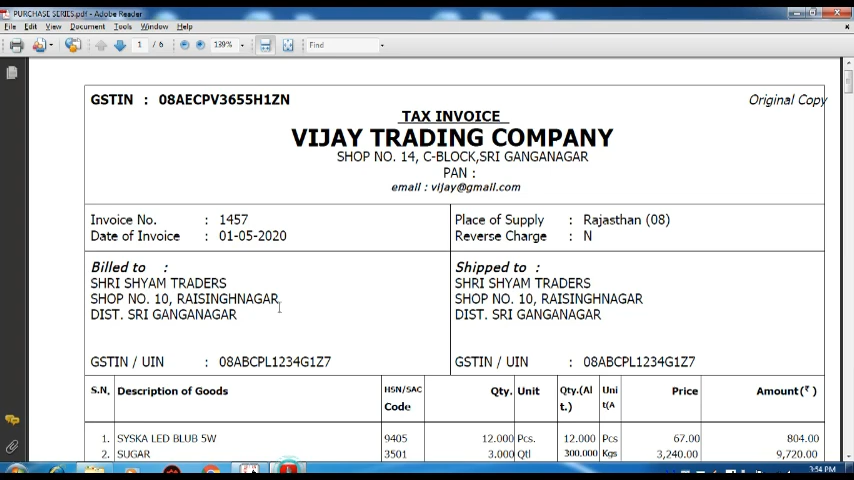 PURCHASE SERIES.pdf - Adobe Reader
File Edit View Document Tools Window Help
1 / 6 139% Find
GSTIN : 08AECPV3655H1ZN Original Copy
TAX INVOICE
VIJAY TRADING COMPANY
SHOP NO. 14, C-BLOCK,SRI GANGANAGAR
PAN :
email : vijay@gmail.com
Invoice No. : 1457
Date of Invoice : 01-05-2020
Place of Supply : Rajasthan (08)
Reverse Charge : N
Billed to :
SHRI SHYAM TRADERS
SHOP NO. 10, RAISINGHNAGAR
DIST. SRI GANGANAGAR
GSTIN / UIN : 08ABCPL1234G1Z7
Shipped to :
SHRI SHYAM TRADERS
SHOP NO. 10, RAISINGHNAGAR
DIST. SRI GANGANAGAR
GSTIN / UIN : 08ABCPL1234G1Z7
S.N. Description of Goods HSN/SAC Code Qty. Unit Qty.(Alt.) Unit(A Price Amount(₹)
1. SYSKA LED BLUB 5W 9405 12.000 Pcs. 12.000 Pcs 67.00 804.00
2. SUGAR 3501 3.000 Qtl 300.000 Kgs 3,240.00 9,720.00
3:54 PM